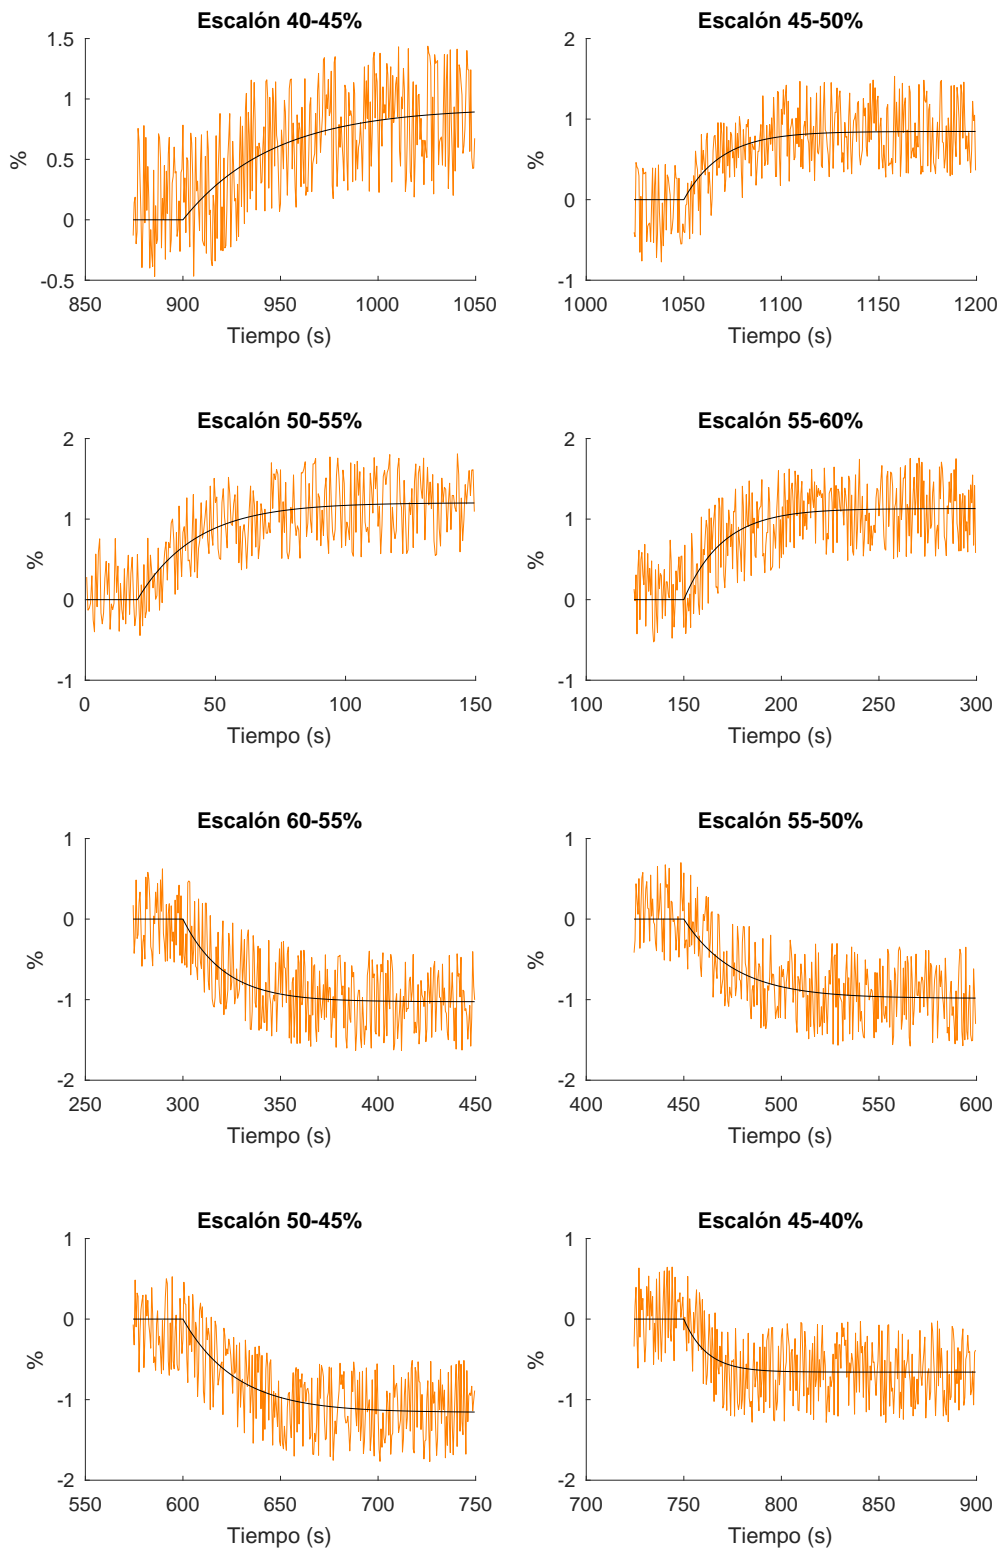 Escalón 40-45%
1.5
1
0.5
0
-0.5
%
850 900 950 1000 1050
Tiempo (s)
Escalón 45-50%
2
1
0
-1
%
1000 1050 1100 1150 1200
Tiempo (s)
Escalón 50-55%
2
1
0
-1
%
0 50 100 150
Tiempo (s)
Escalón 55-60%
2
1
0
-1
%
100 150 200 250 300
Tiempo (s)
Escalón 60-55%
1
0
-1
-2
%
250 300 350 400 450
Tiempo (s)
Escalón 55-50%
1
0
-1
-2
%
400 450 500 550 600
Tiempo (s)
Escalón 50-45%
1
0
-1
-2
%
550 600 650 700 750
Tiempo (s)
Escalón 45-40%
1
0
-1
-2
%
700 750 800 850 900
Tiempo (s)